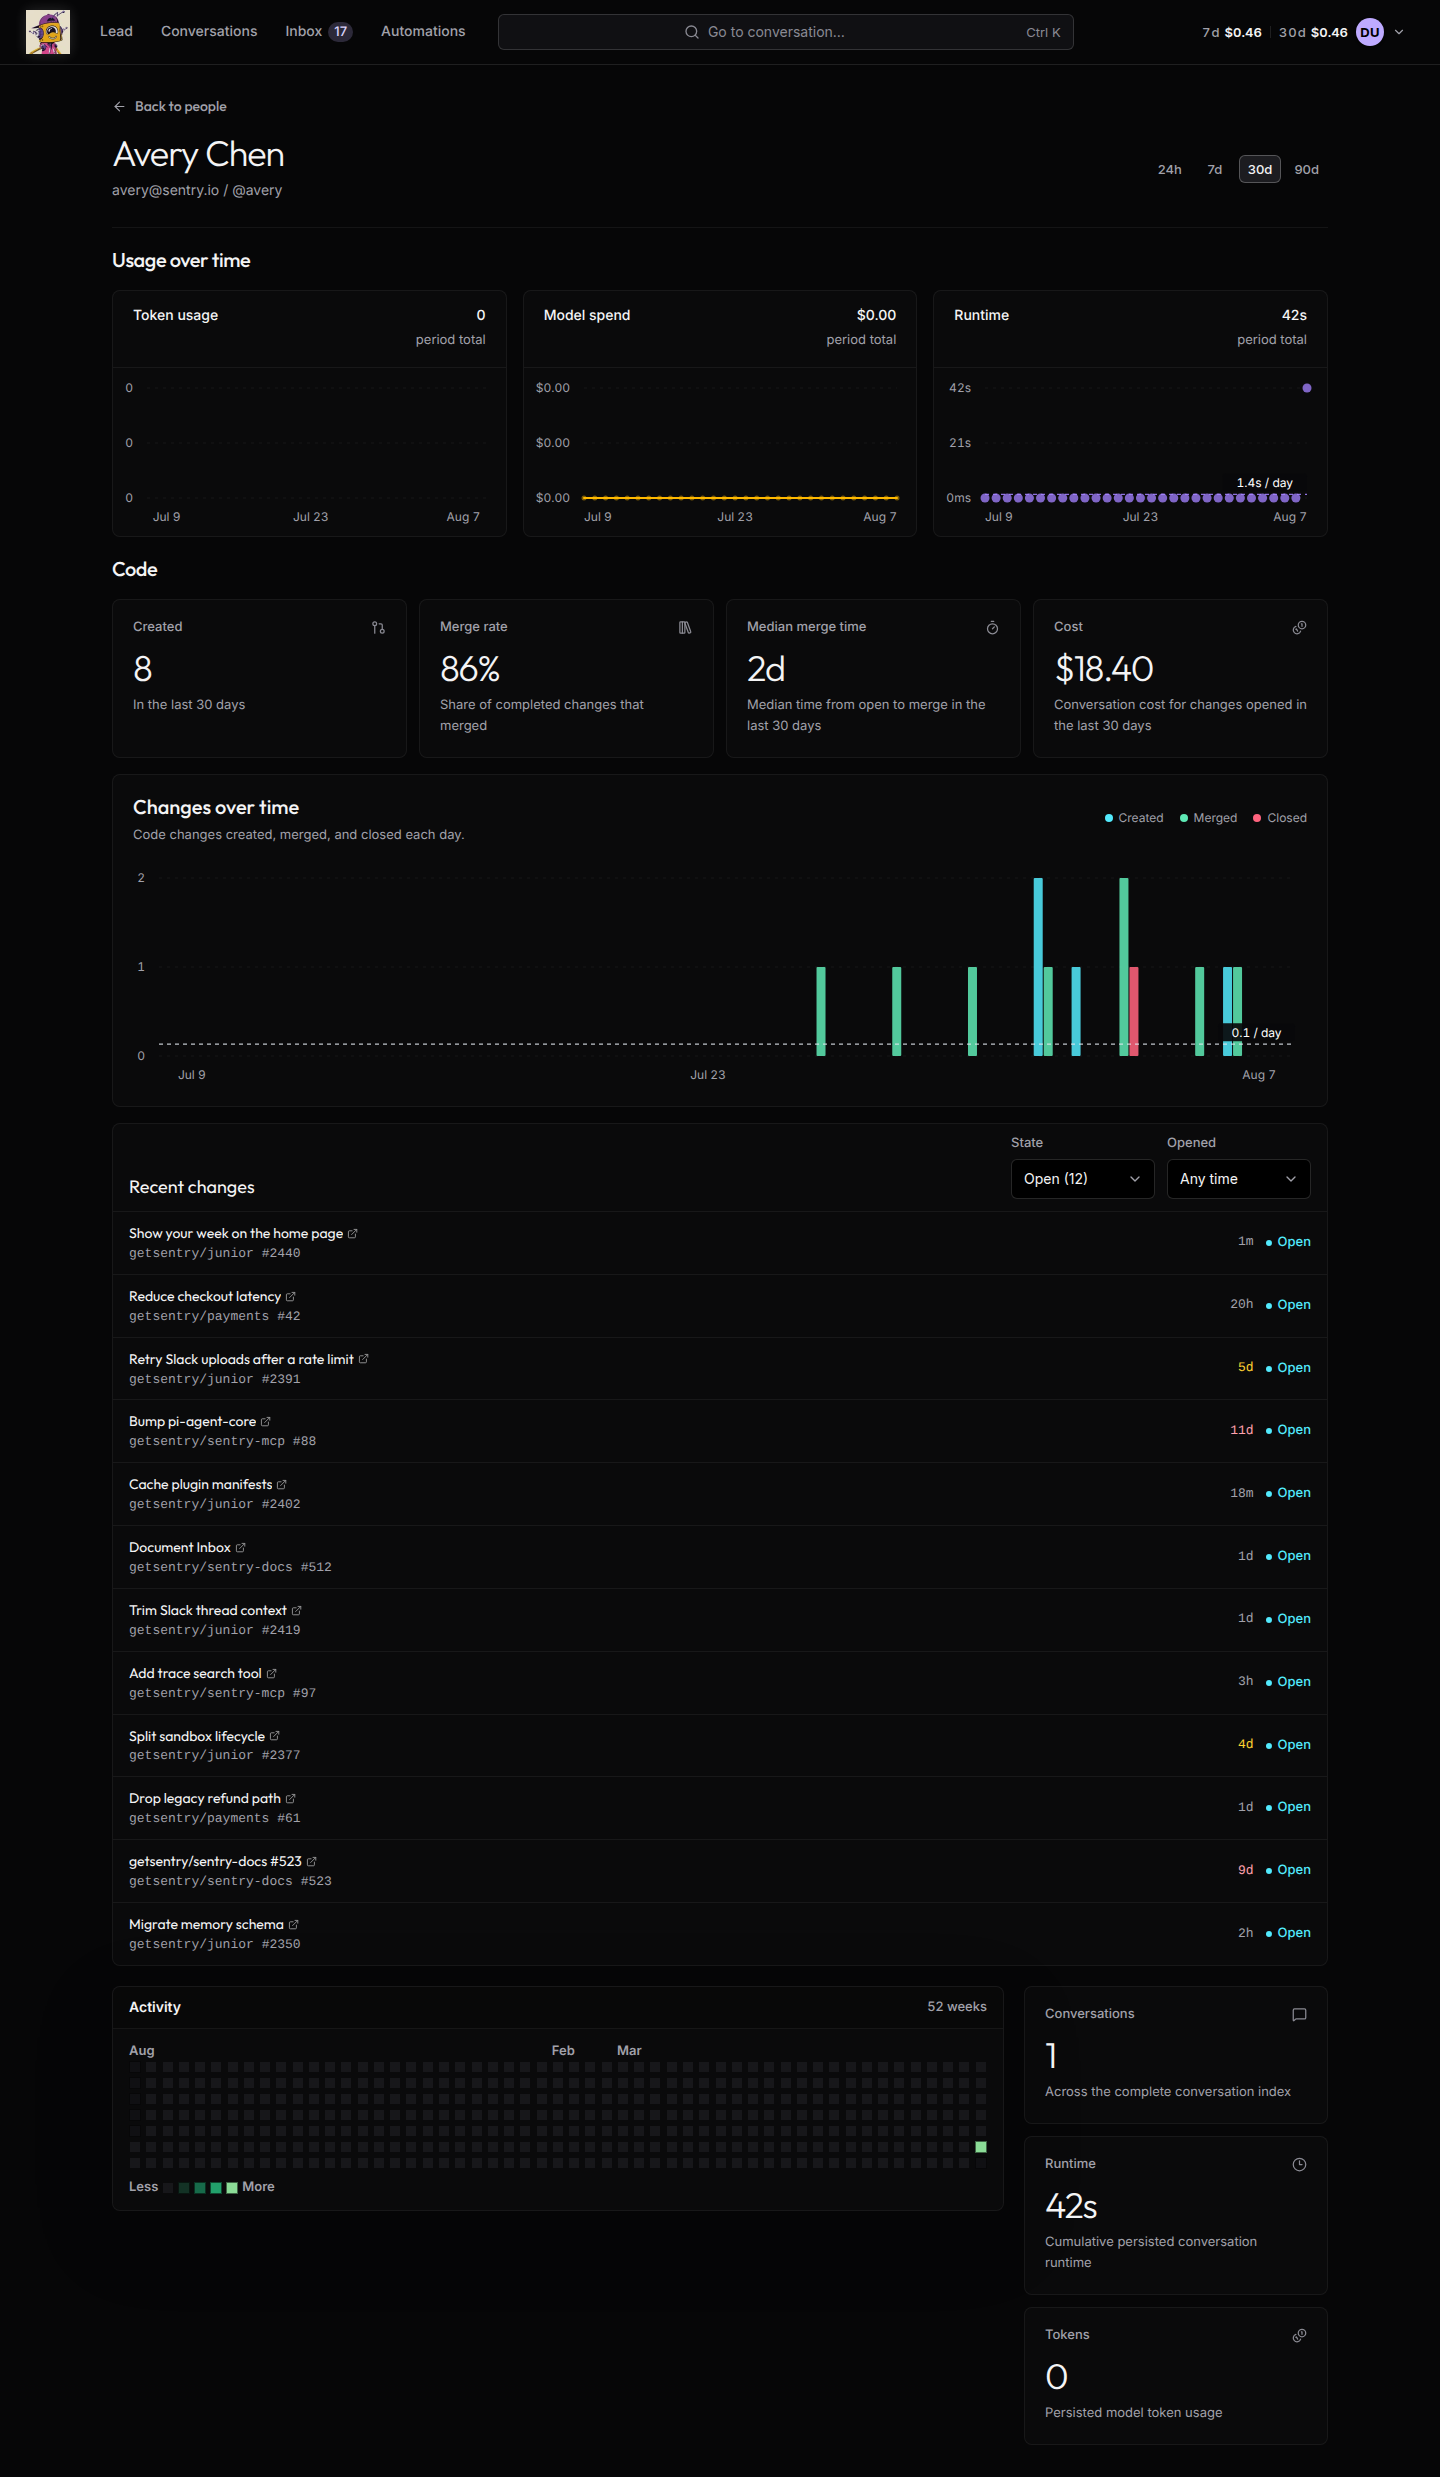 Lead Conversations Inbox 17 Automations Go to conversation... Ctrl K 7d $0.46 30d $0.46 DU
Back to people
Avery Chen
avery@sentry.io / @avery
24h 7d 30d 90d
Usage over time
Token usage 0
period total
0
0
0
Jul 9 Jul 23 Aug 7
Model spend $0.00
period total
$0.00
$0.00
$0.00
Jul 9 Jul 23 Aug 7
Runtime 42s
period total
42s
21s
1.4s / day
0ms
Jul 9 Jul 23 Aug 7
Code
Created
8
In the last 30 days
Merge rate
86%
Share of completed changes that
merged
Median merge time
2d
Median time from open to merge in the
last 30 days
Cost
$18.40
Conversation cost for changes opened in
the last 30 days
Changes over time
Code changes created, merged, and closed each day.
Created Merged Closed
2
1
0.1 / day
0
Jul 9 Jul 23 Aug 7
Recent changes
State Opened
Open (12) Any time
Show your week on the home page
getsentry/junior #2440
1m Open
Reduce checkout latency
getsentry/payments #42
20h Open
Retry Slack uploads after a rate limit
getsentry/junior #2391
5d Open
Bump pi-agent-core
getsentry/sentry-mcp #88
11d Open
Cache plugin manifests
getsentry/junior #2402
18m Open
Document Inbox
getsentry/sentry-docs #512
1d Open
Trim Slack thread context
getsentry/junior #2419
1d Open
Add trace search tool
getsentry/sentry-mcp #97
3h Open
Split sandbox lifecycle
getsentry/junior #2377
4d Open
Drop legacy refund path
getsentry/payments #61
1d Open
getsentry/sentry-docs #523
getsentry/sentry-docs #523
9d Open
Migrate memory schema
getsentry/junior #2350
2h Open
Activity 52 weeks
Aug Feb Mar
Less More
Conversations
1
Across the complete conversation index
Runtime
42s
Cumulative persisted conversation
runtime
Tokens
0
Persisted model token usage